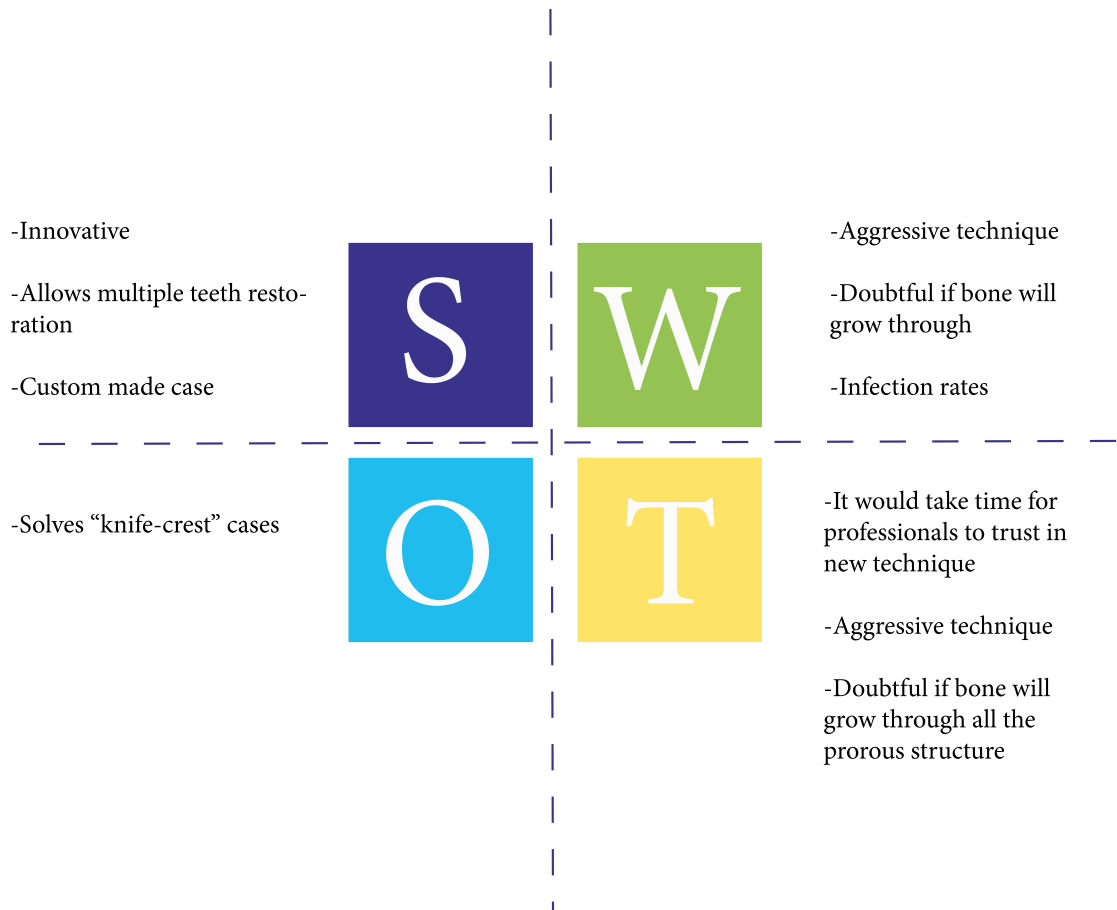 -Innovative
-Allows multiple teeth resto-
ration
-Custom made case
S
W
-Aggressive technique
-Doubtful if bone will
grow through
-Infection rates
-Solves “knife-crest” cases
O
T
-It would take time for
professionals to trust in
new technique
-Aggressive technique
-Doubtful if bone will
grow through all the
prorous structure